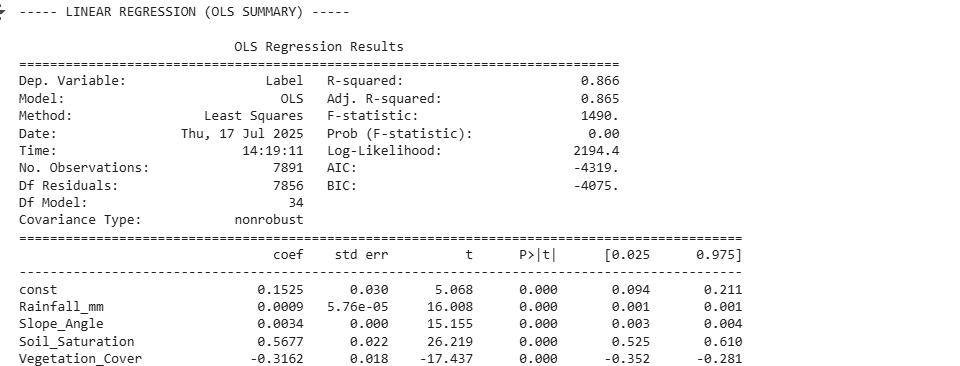 ----- LINEAR REGRESSION (OLS SUMMARY) -----
OLS Regression Results
==============================================================================
Dep. Variable:                  Label   R-squared:                       0.866
Model:                            OLS   Adj. R-squared:                  0.865
Method:                 Least Squares   F-statistic:                     1490.
Date:                Thu, 17 Jul 2025   Prob (F-statistic):               0.00
Time:                        14:19:11   Log-Likelihood:                 2194.4
No. Observations:                7891   AIC:                            -4319.
Df Residuals:                    7856   BIC:                            -4075.
Df Model:                          34
Covariance Type:            nonrobust
==========================================================================================
coef    std err          t      P>|t|      [0.025      0.975]
------------------------------------------------------------------------------------------
const                          0.1525      0.030      5.068      0.000       0.094       0.211
Rainfall_mm                    0.0009   5.76e-05     16.008      0.000       0.001       0.001
Slope_Angle                    0.0034      0.000     15.155      0.000       0.003       0.004
Soil_Saturation                0.5677      0.022     26.219      0.000       0.525       0.610
Vegetation_Cover              -0.3162      0.018    -17.437      0.000      -0.352      -0.281